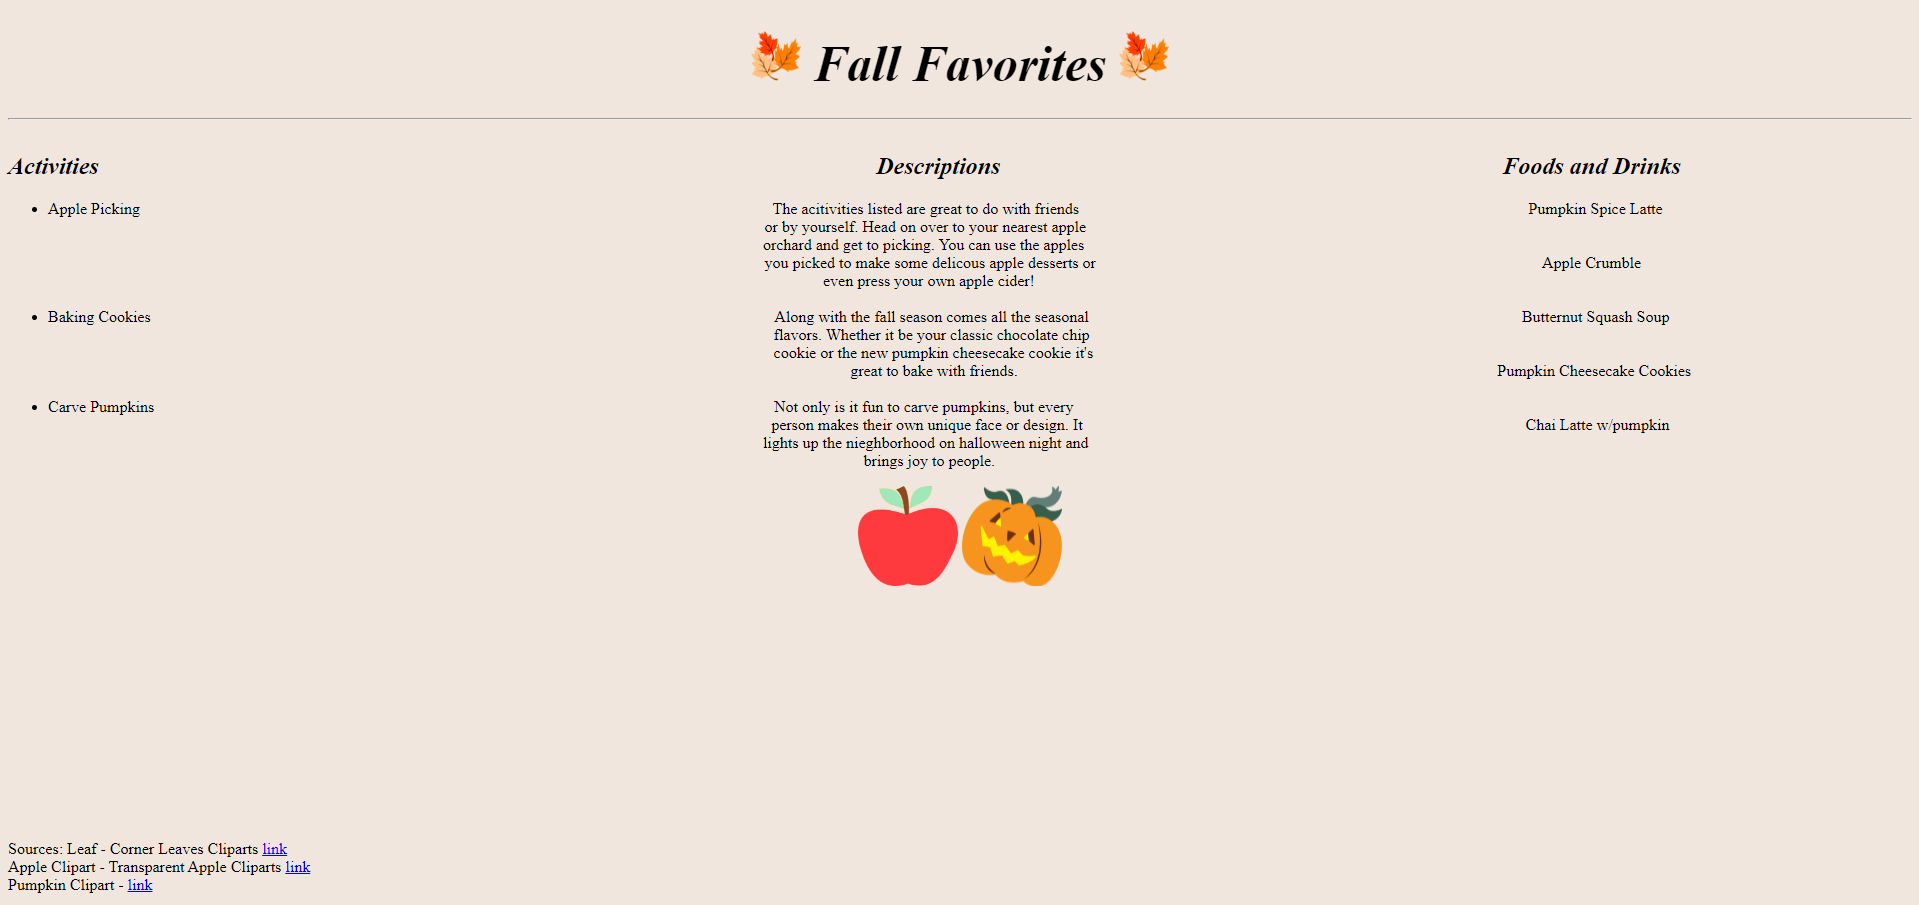 Fall Favorites
Activities
Descriptions
Foods and Drinks
Apple Picking
The acitivities listed are great to do with friends
or by yourself. Head on over to your nearest apple
orchard and get to picking. You can use the apples
you picked to make some delicous apple desserts or
even press your own apple cider!
Baking Cookies
Along with the fall season comes all the seasonal
flavors. Whether it be your classic chocolate chip
cookie or the new pumpkin cheesecake cookie it's
great to bake with friends.
Carve Pumpkins
Not only is it fun to carve pumpkins, but every
person makes their own unique face or design. It
lights up the nieghborhood on halloween night and
brings joy to people.
Pumpkin Spice Latte
Apple Crumble
Butternut Squash Soup
Pumpkin Cheesecake Cookies
Chai Latte w/pumpkin
Sources: Leaf - Corner Leaves Cliparts link
Apple Clipart - Transparent Apple Cliparts link
Pumpkin Clipart - link